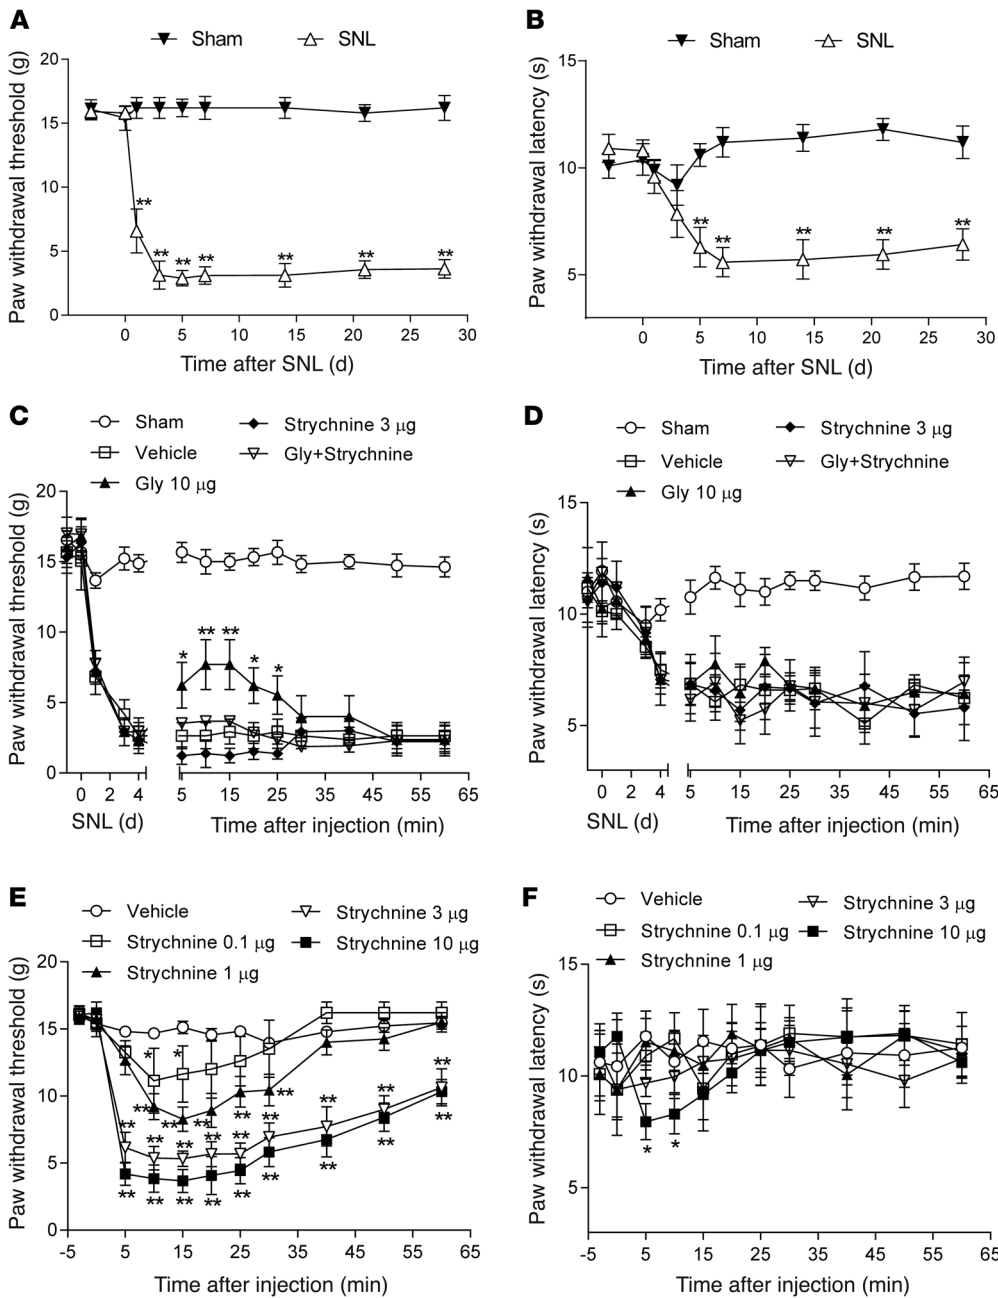 A
Sham
SNL
Paw withdrawal threshold (g)
20
15
10
5
0
** ** ** ** ** ** **
0 5 10 15 20 25 30
Time after SNL (d)
B
Sham
SNL
Paw withdrawal latency (s)
15
10
5
** ** ** ** **
0 5 10 15 20 25 30
Time after SNL (d)
C
Sham
Vehicle
Gly 10 μg
Strychnine 3 μg
Gly+Strychnine
Paw withdrawal threshold (g)
20
15
10
5
0
* ** ** * *
0 2 4 5 15 25 35 45 55 65
SNL (d) Time after injection (min)
D
Sham
Vehicle
Gly 10 μg
Strychnine 3 μg
Gly+Strychnine
Paw withdrawal latency (s)
15
10
5
0 2 4 5 15 25 35 45 55 65
SNL (d) Time after injection (min)
E
Vehicle
Strychnine 0.1 μg
Strychnine 1 μg
Strychnine 3 μg
Strychnine 10 μg
Paw withdrawal threshold (g)
20
15
10
5
0
* *
** ** ** ** **
** ** ** ** ** ** ** ** **
** ** ** ** ** ** ** ** **
-5 5 15 25 35 45 55 65
Time after injection (min)
F
Vehicle
Strychnine 0.1 μg
Strychnine 1 μg
Strychnine 3 μg
Strychnine 10 μg
Paw withdrawal latency (s)
15
10
5
* *
-5 5 15 25 35 45 55 65
Time after injection (min)